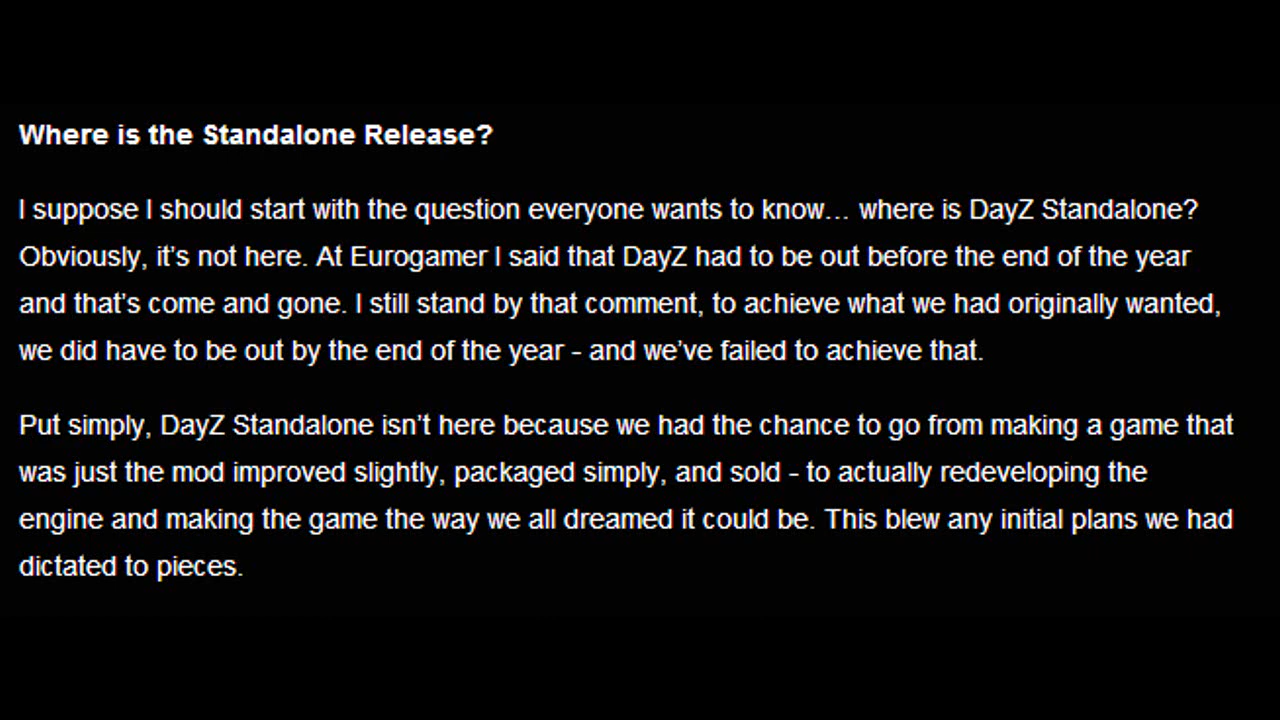 Where is the Standalone Release?
I suppose I should start with the question everyone wants to know… where is DayZ Standalone?
Obviously, it’s not here. At Eurogamer I said that DayZ had to be out before the end of the year
and that’s come and gone. I still stand by that comment, to achieve what we had originally wanted,
we did have to be out by the end of the year - and we’ve failed to achieve that.
Put simply, DayZ Standalone isn’t here because we had the chance to go from making a game that
was just the mod improved slightly, packaged simply, and sold - to actually redeveloping the
engine and making the game the way we all dreamed it could be. This blew any initial plans we had
dictated to pieces.